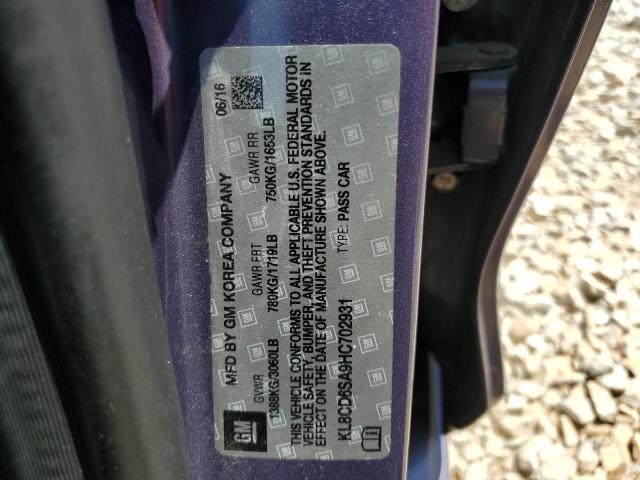 MFD BY GM KOREA COMPANY 06/16
GVWR GAWR FRT GAWR RR
1388KG/3060LB 780KG/1719LB 750KG/1653LB
THIS VEHICLE CONFORMS TO ALL APPLICABLE U.S. FEDERAL MOTOR
VEHICLE SAFETY, BUMPER, AND THEFT PREVENTION STANDARDS IN
EFFECT ON THE DATE OF MANUFACTURE SHOWN ABOVE.
KL8CD6SA9HC702931 TYPE: PASS CAR
GM